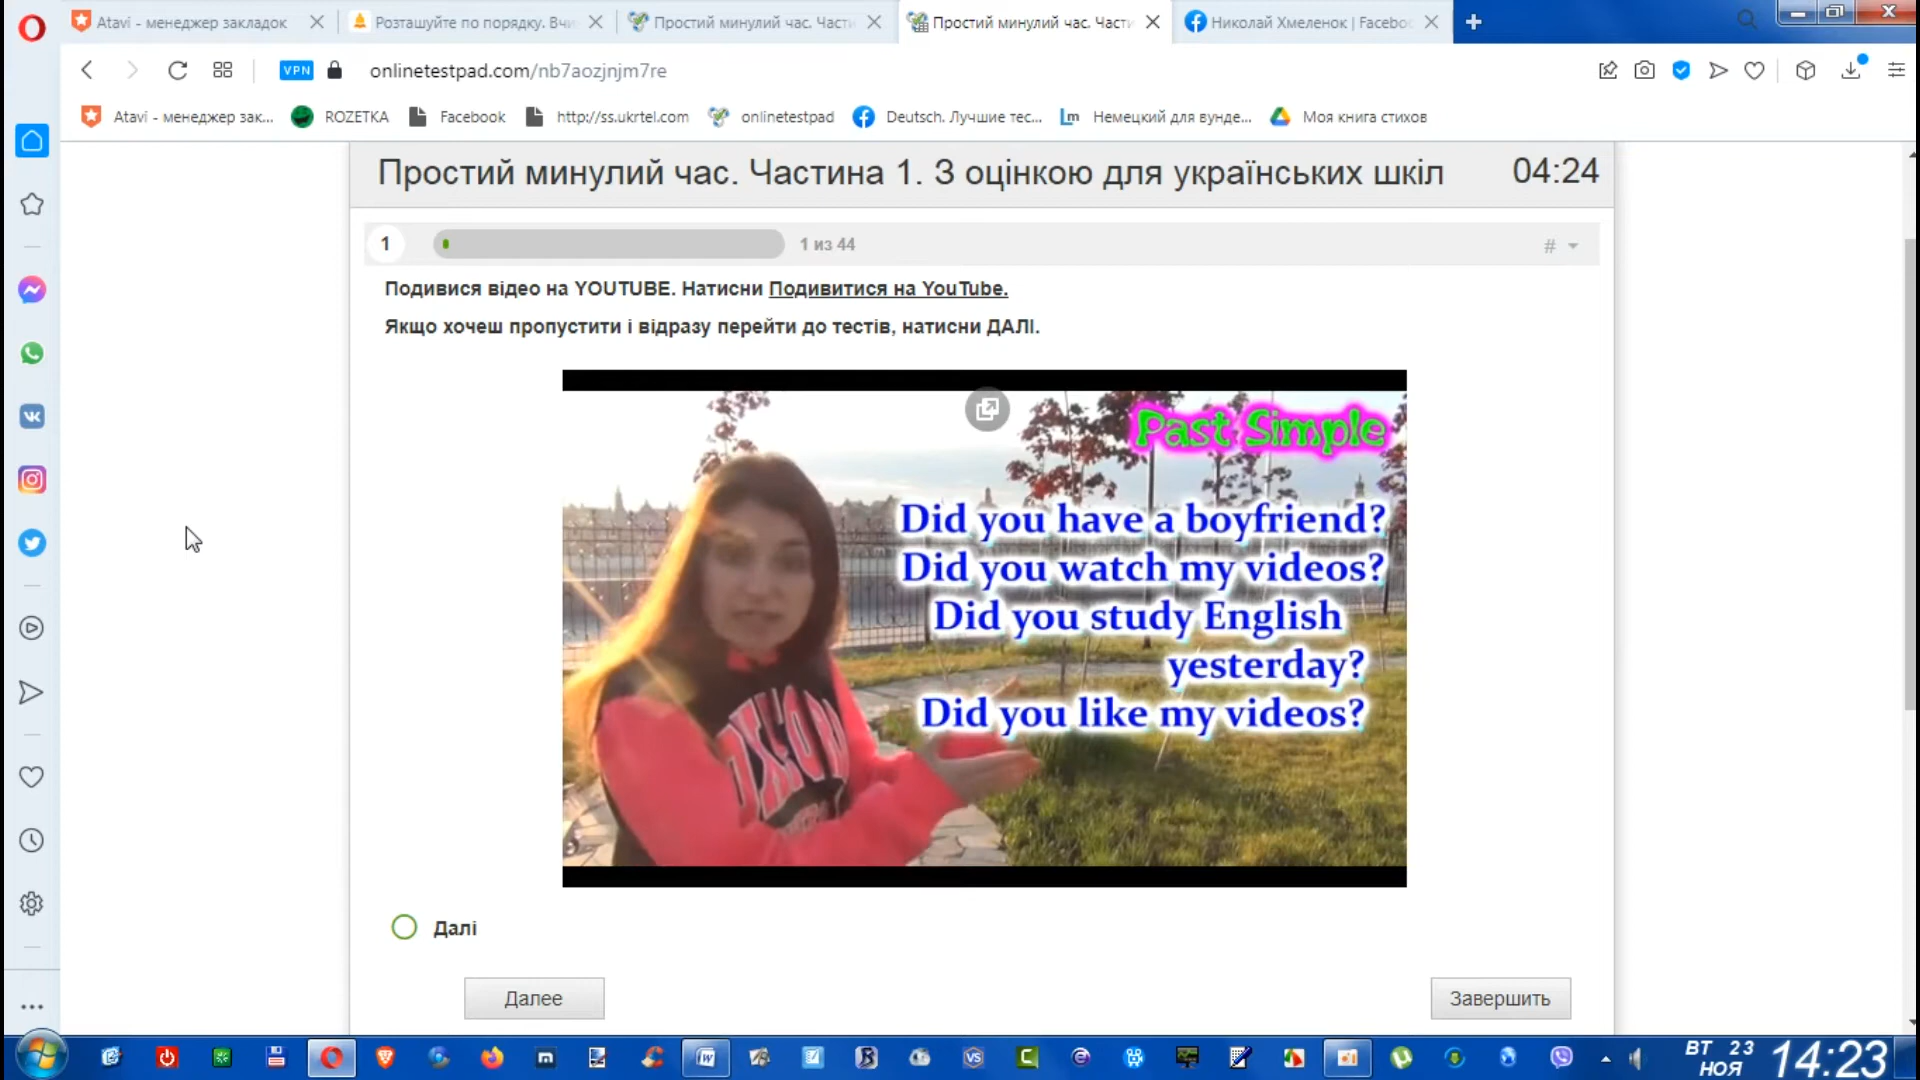 Atavi - менеджер закладок
Розташуйте по порядку. Вчи
Простий минулий час. Части
Простий минулий час. Части
Николай Хмеленок | Facebo
VPN
onlinetestpad.com/nb7aozjnjm7re
Atavi - менеджер зак...
ROZETKA
Facebook
http://ss.ukrtel.com
onlinetestpad
Deutsch. Лучшие тес...
Lm
Немецкий для вунде...
Моя книга стихов
Простий минулий час. Частина 1. З оцінкою для українських шкіл
04:24
1
1 из 44
#
Подивися відео на YOUTUBE. Натисни Подивитися на YouTube.
Якщо хочеш пропустити і відразу перейти до тестів, натисни ДАЛІ.
Past Simple
Did you have a boyfriend?
Did you watch my videos?
Did you study English
yesterday?
Did you like my videos?
Далі
Далее
Завершить
ВТ 23
НОЯ
14:23